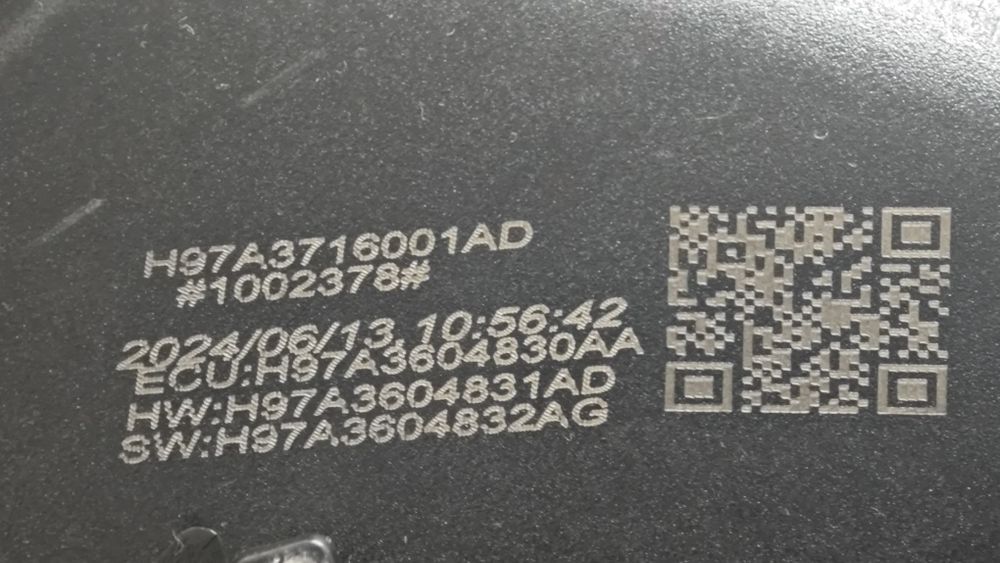 H97A3716001AD
#1002378#
2024/06/13,10:56:42
ECU:H97A3604830AA
HW:H97A3604831AD
SW:H97A3604832AG